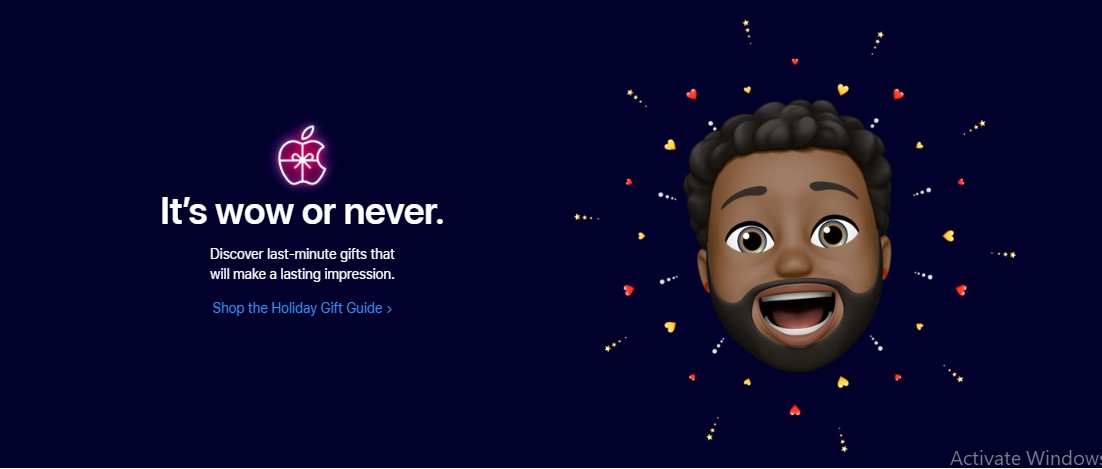 It's wow or never.
Discover last-minute gifts that
will make a lasting impression.
Shop the Holiday Gift Guide >
Activate Windows